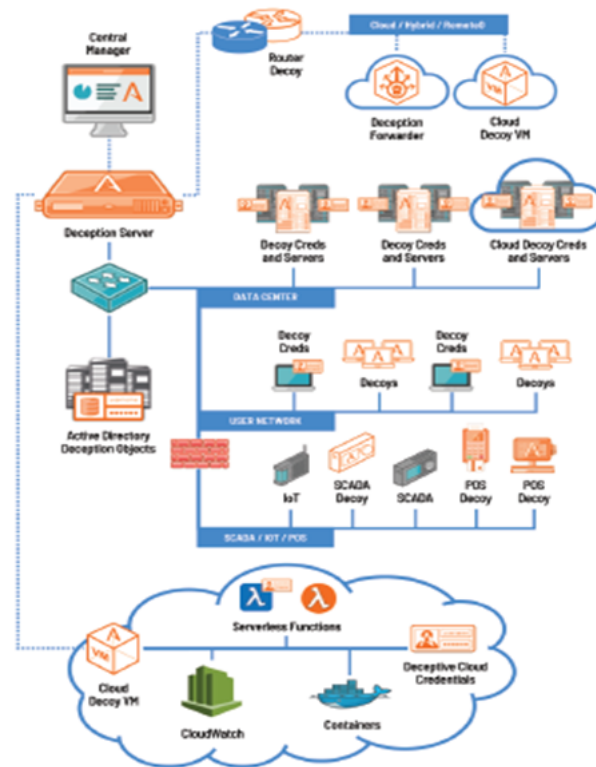 Central
Manager
Router
Decoy
Cloud / Hybrid / Remote
Deception
Forwarder
Cloud
Decoy VM
Deception Server
Decoy Creds
and Servers
Decoy Creds
and Servers
Cloud Decoy Creds
and Servers
DATA CENTER
Active Directory
Deception Objects
Decoy
Creds
Decoys
Decoy
Creds
Decoys
USER NETWORK
IoT
SCADA
Decoy
SCADA
POS
Decoy
POS
Decoy
SCADA / IOT / POS
Serverless Functions
VM
Cloud
Decoy VM
CloudWatch
Containers
Deceptive Cloud
Credentials